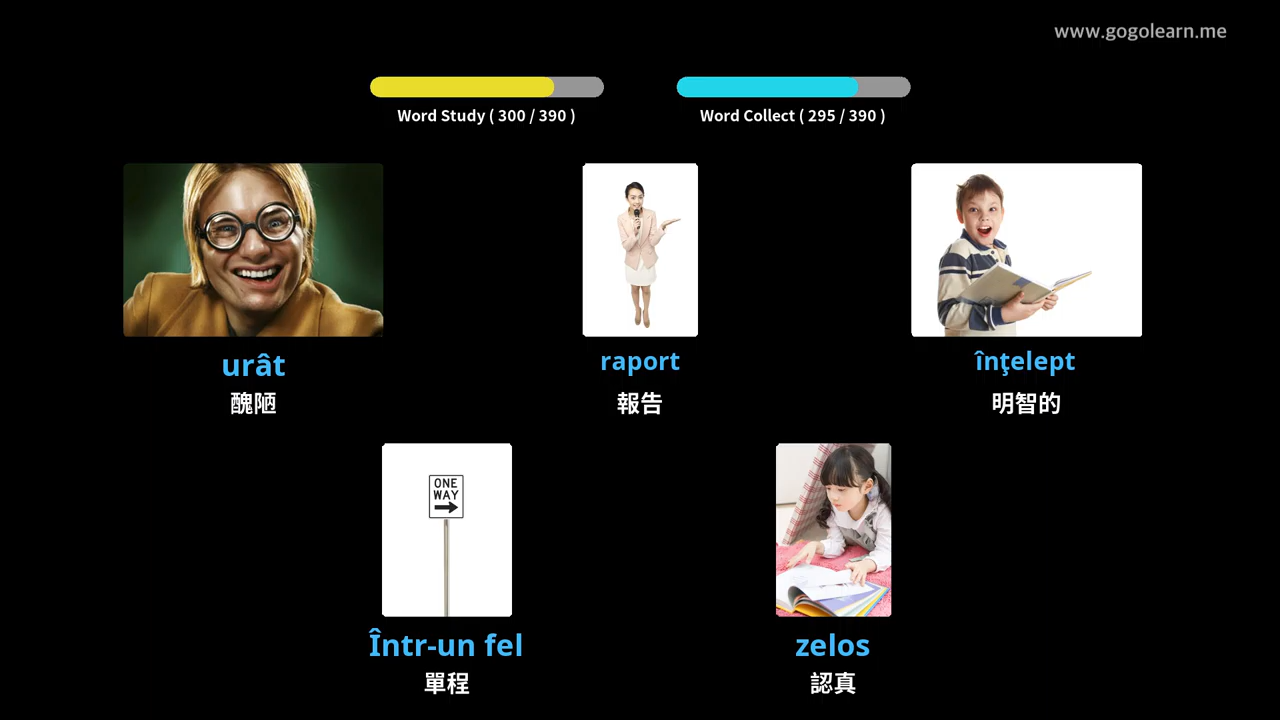 www.gogolearn.me
Word Study ( 300 / 390 )
Word Collect ( 295 / 390 )
urât
醜陋
raport
報告
înţelept
明智的
ONE
WAY
Într-un fel
單程
zelos
認真